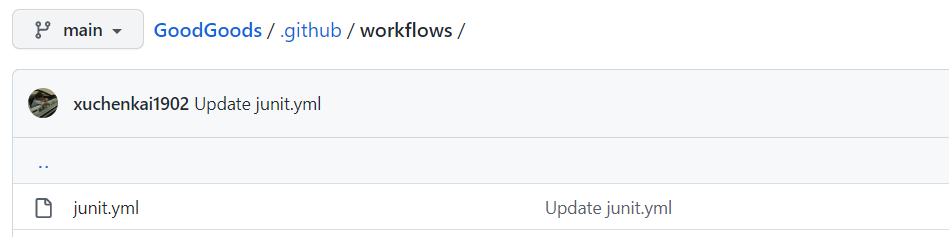 main GoodGoods / .github / workflows /
xuchenkai1902 Update junit.yml
..
junit.yml Update junit.yml